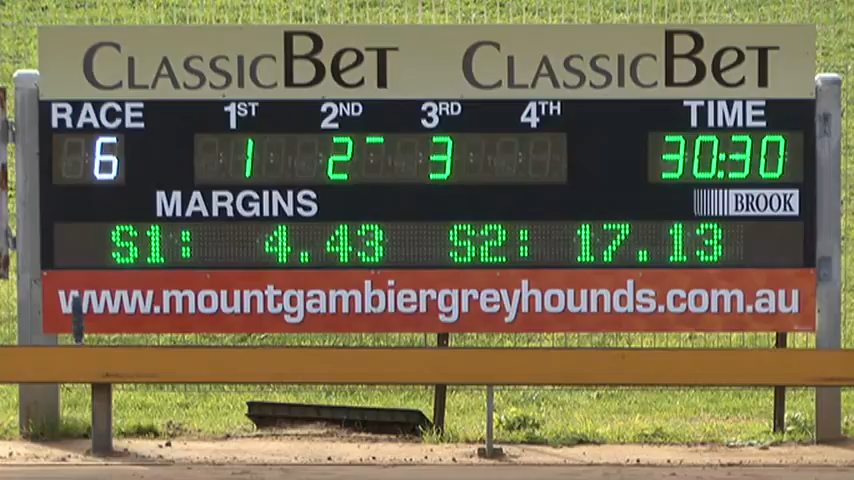 CLASSICBET CLASSICBET
RACE 1ST 2ND 3RD 4TH TIME
6 1 2- 3 30:30
MARGINS BROOK
S1: 4.43 S2: 17.13
www.mountgambiergreyhounds.com.au